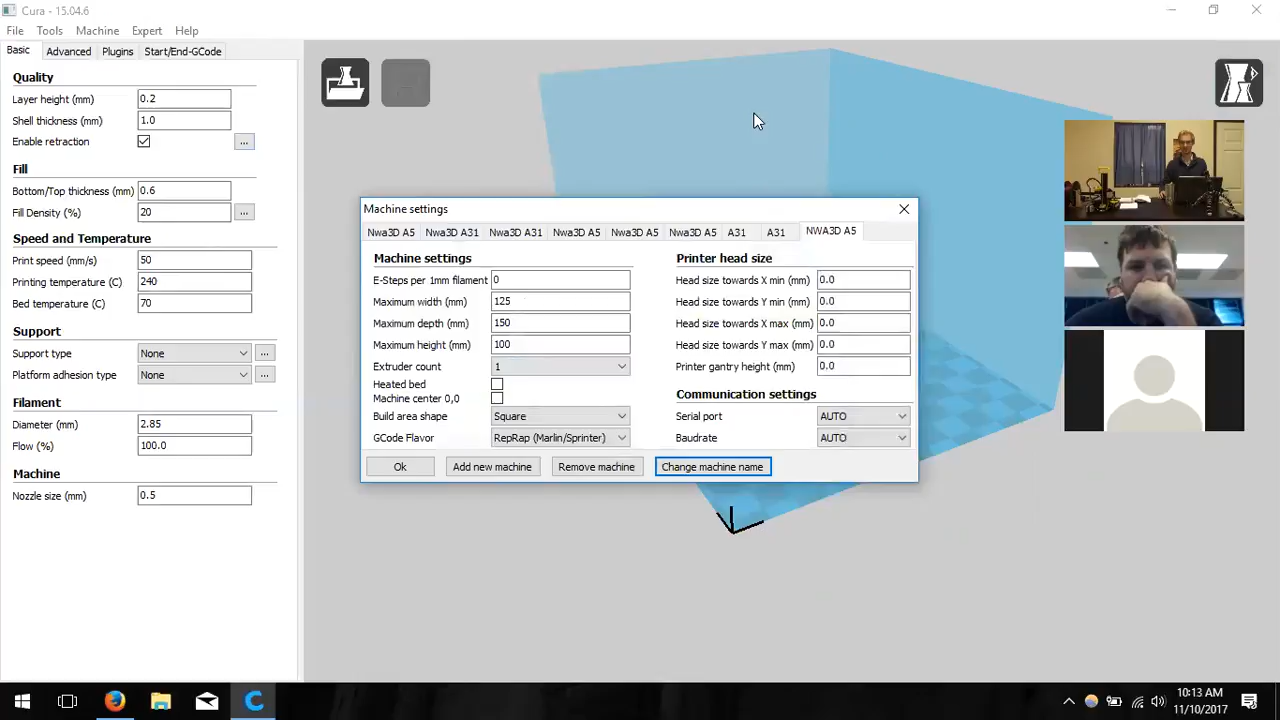 Cura - 15.04.6
File Tools Machine Expert Help
Basic Advanced Plugins Start/End-GCode
Quality
Layer height (mm) 0.2
Shell thickness (mm) 1.0
Enable retraction ...
Fill
Bottom/Top thickness (mm) 0.6
Fill Density (%) 20 ...
Speed and Temperature
Print speed (mm/s) 50
Printing temperature (C) 240
Bed temperature (C) 70
Support
Support type None ...
Platform adhesion type None ...
Filament
Diameter (mm) 2.85
Flow (%) 100.0
Machine
Nozzle size (mm) 0.5
Machine settings
Nwa3D A5 Nwa3D A31 Nwa3D A31 Nwa3D A5 Nwa3D A5 Nwa3D A5 A31 A31 NWA3D A5
Machine settings
E-Steps per 1mm filament 0
Maximum width (mm) 125
Maximum depth (mm) 150
Maximum height (mm) 100
Extruder count 1
Heated bed
Machine center 0,0
Build area shape Square
GCode Flavor RepRap (Marlin/Sprinter)
Printer head size
Head size towards X min (mm) 0.0
Head size towards Y min (mm) 0.0
Head size towards X max (mm) 0.0
Head size towards Y max (mm) 0.0
Printer gantry height (mm) 0.0
Communication settings
Serial port AUTO
Baudrate AUTO
Ok Add new machine Remove machine Change machine name
10:13 AM
11/10/2017